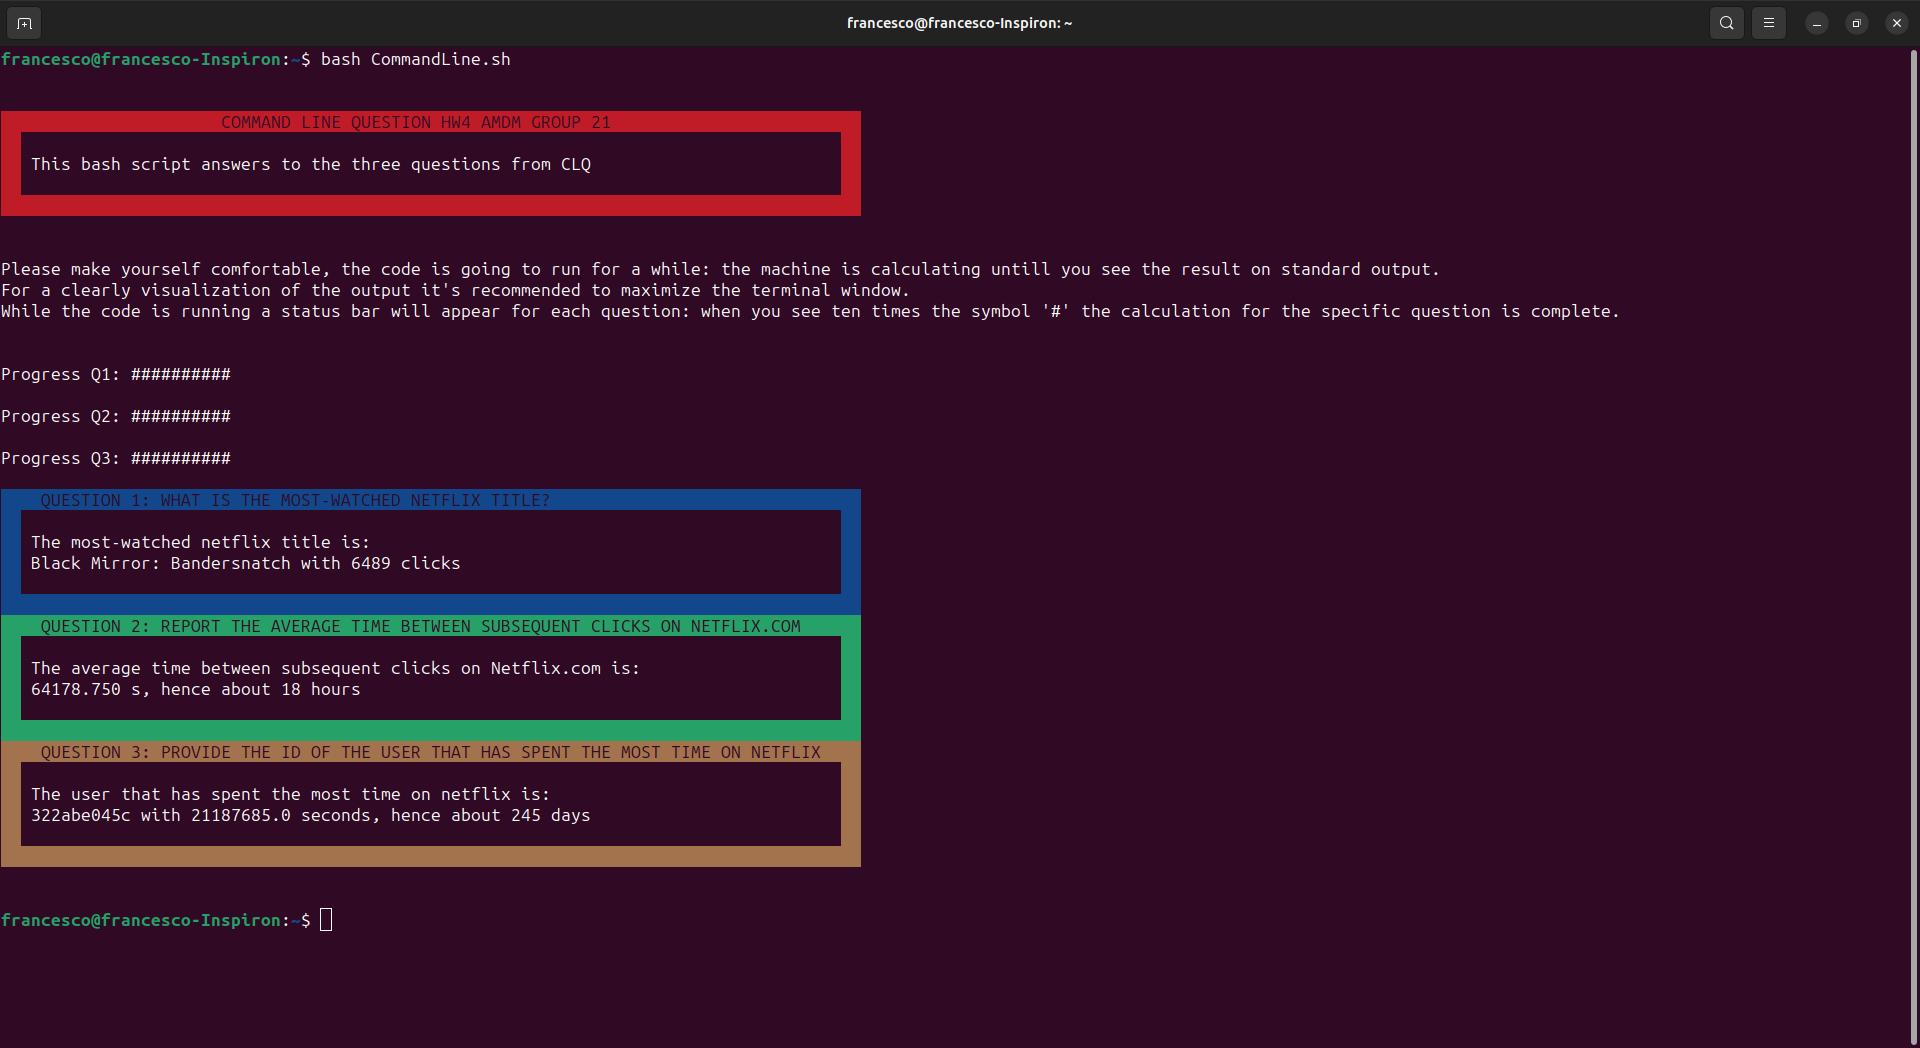 francesco@francesco-Inspiron: ~
francesco@francesco-Inspiron:~$ bash CommandLine.sh
COMMAND LINE QUESTION HW4 AMDM GROUP 21
This bash script answers to the three questions from CLQ
Please make yourself comfortable, the code is going to run for a while: the machine is calculating untill you see the result on standard output.
For a clearly visualization of the output it's recommended to maximize the terminal window.
While the code is running a status bar will appear for each question: when you see ten times the symbol '#' the calculation for the specific question is complete.
Progress Q1: ##########
Progress Q2: ##########
Progress Q3: ##########
QUESTION 1: WHAT IS THE MOST-WATCHED NETFLIX TITLE?
The most-watched netflix title is:
Black Mirror: Bandersnatch with 6489 clicks
QUESTION 2: REPORT THE AVERAGE TIME BETWEEN SUBSEQUENT CLICKS ON NETFLIX.COM
The average time between subsequent clicks on Netflix.com is:
64178.750 s, hence about 18 hours
QUESTION 3: PROVIDE THE ID OF THE USER THAT HAS SPENT THE MOST TIME ON NETFLIX
The user that has spent the most time on netflix is:
322abe045c with 21187685.0 seconds, hence about 245 days
francesco@francesco-Inspiron:~$